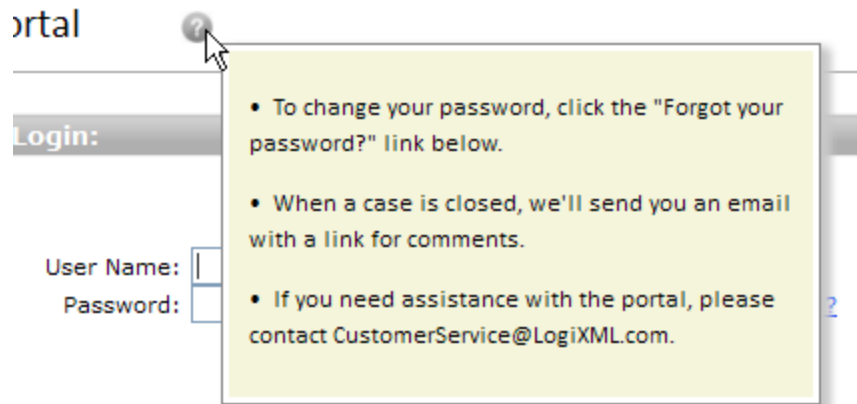 ortal ?
• To change your password, click the "Forgot your
password?" link below.
• When a case is closed, we'll send you an email
with a link for comments.
• If you need assistance with the portal, please
contact CustomerService@LogiXML.com.
Login:
User Name:
Password: ?